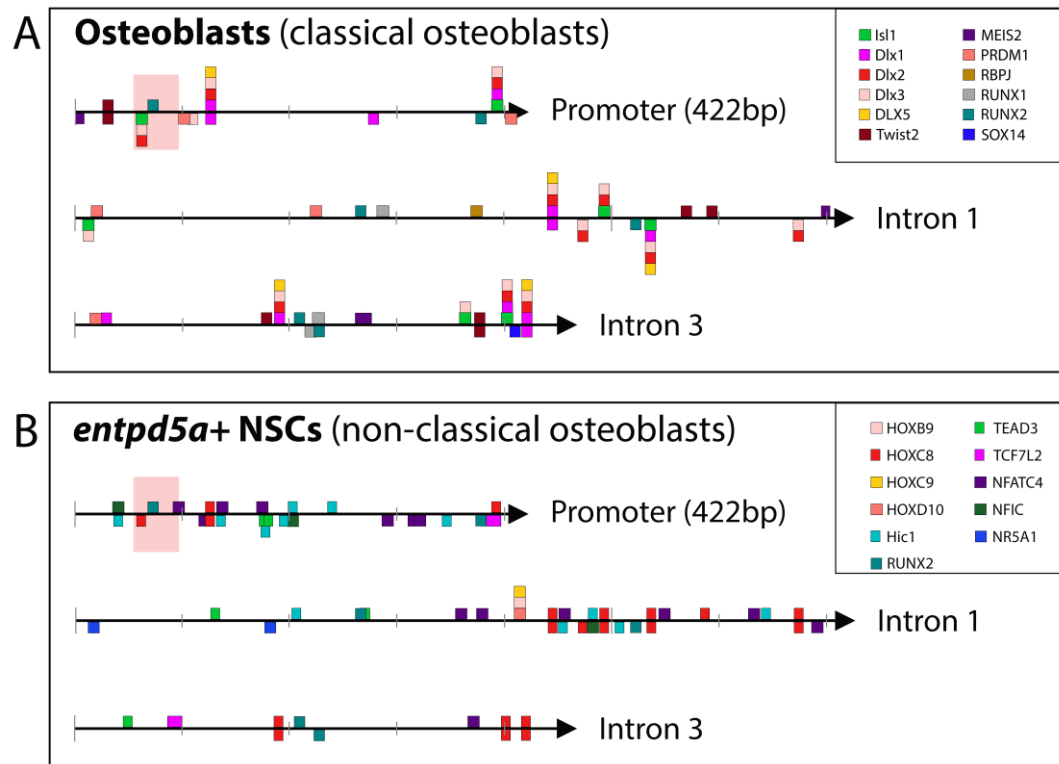 A
Osteoblasts (classical osteoblasts)
Isl1
Dlx1
Dlx2
Dlx3
DLX5
Twist2
MEIS2
PRDM1
RBPJ
RUNX1
RUNX2
SOX14
Promoter (422bp)
Intron 1
Intron 3
B
entpd5a+ NSCs (non-classical osteoblasts)
HOXB9
HOXC8
HOXC9
HOXD10
Hic1
RUNX2
TEAD3
TCF7L2
NFATC4
NFIC
NR5A1
Promoter (422bp)
Intron 1
Intron 3